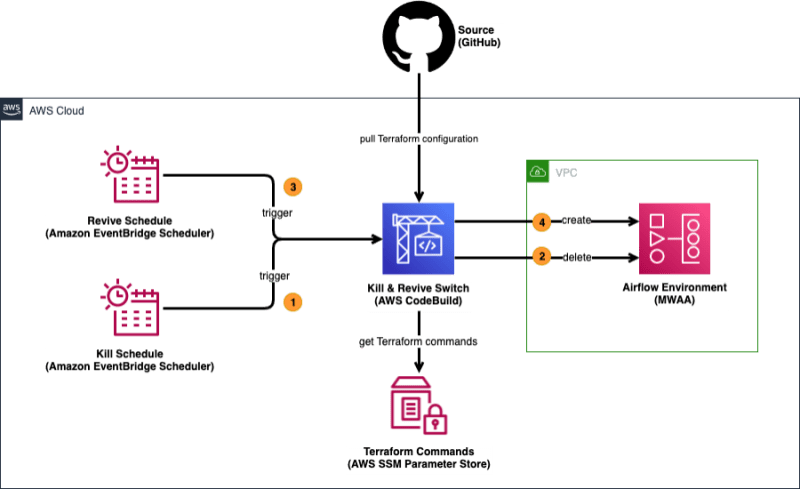 Source
(GitHub)
aws
AWS Cloud
pull Terraform configuration
VPC
3
trigger
Revive Schedule
(Amazon EventBridge Scheduler)
4
create
2
delete
trigger
1
Kill & Revive Switch
(AWS CodeBuild)
Airflow Environment
(MWAA)
get Terraform commands
Kill Schedule
(Amazon EventBridge Scheduler)
Terraform Commands
(AWS SSM Parameter Store)